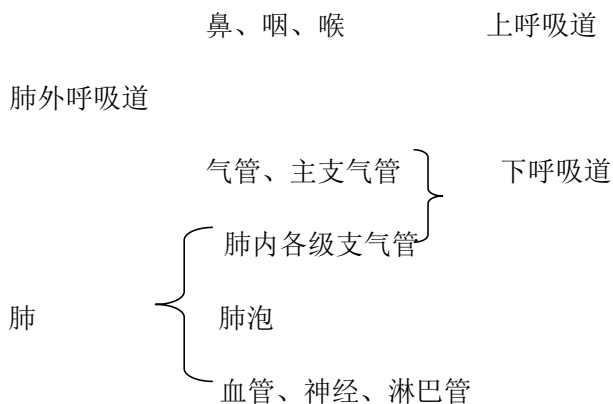 鼻、咽、喉 上呼吸道
肺外呼吸道
气管、主支气管 下呼吸道
肺内各级支气管
肺 肺泡
血管、神经、淋巴管